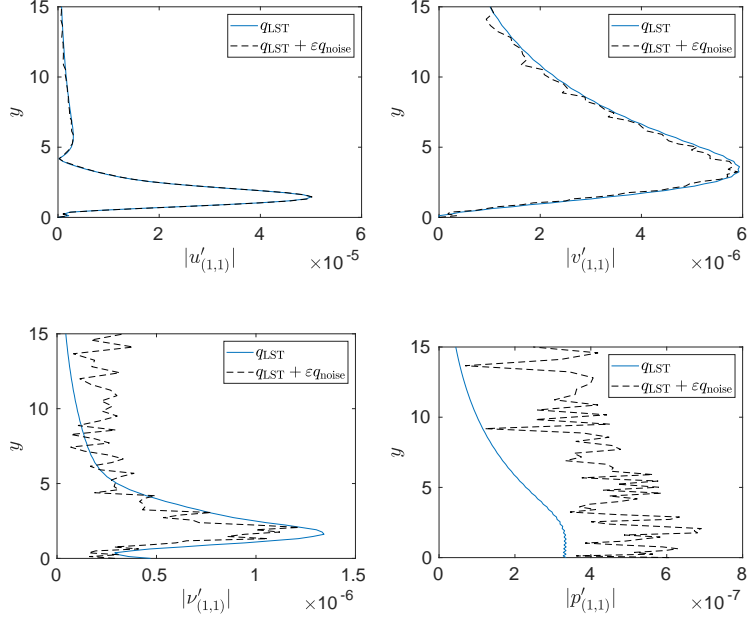 15
10
5
0
y
q_LST
q_LST + εq_noise
0 2 4 6
|u′_(1,1)| ×10^-5
15
10
5
0
y
q_LST
q_LST + εq_noise
0 2 4 6
|v′_(1,1)| ×10^-6
15
10
5
0
y
q_LST
q_LST + εq_noise
0 0.5 1 1.5
|ν′_(1,1)| ×10^-6
15
10
5
0
y
q_LST
q_LST + εq_noise
0 2 4 6 8
|p′_(1,1)| ×10^-7